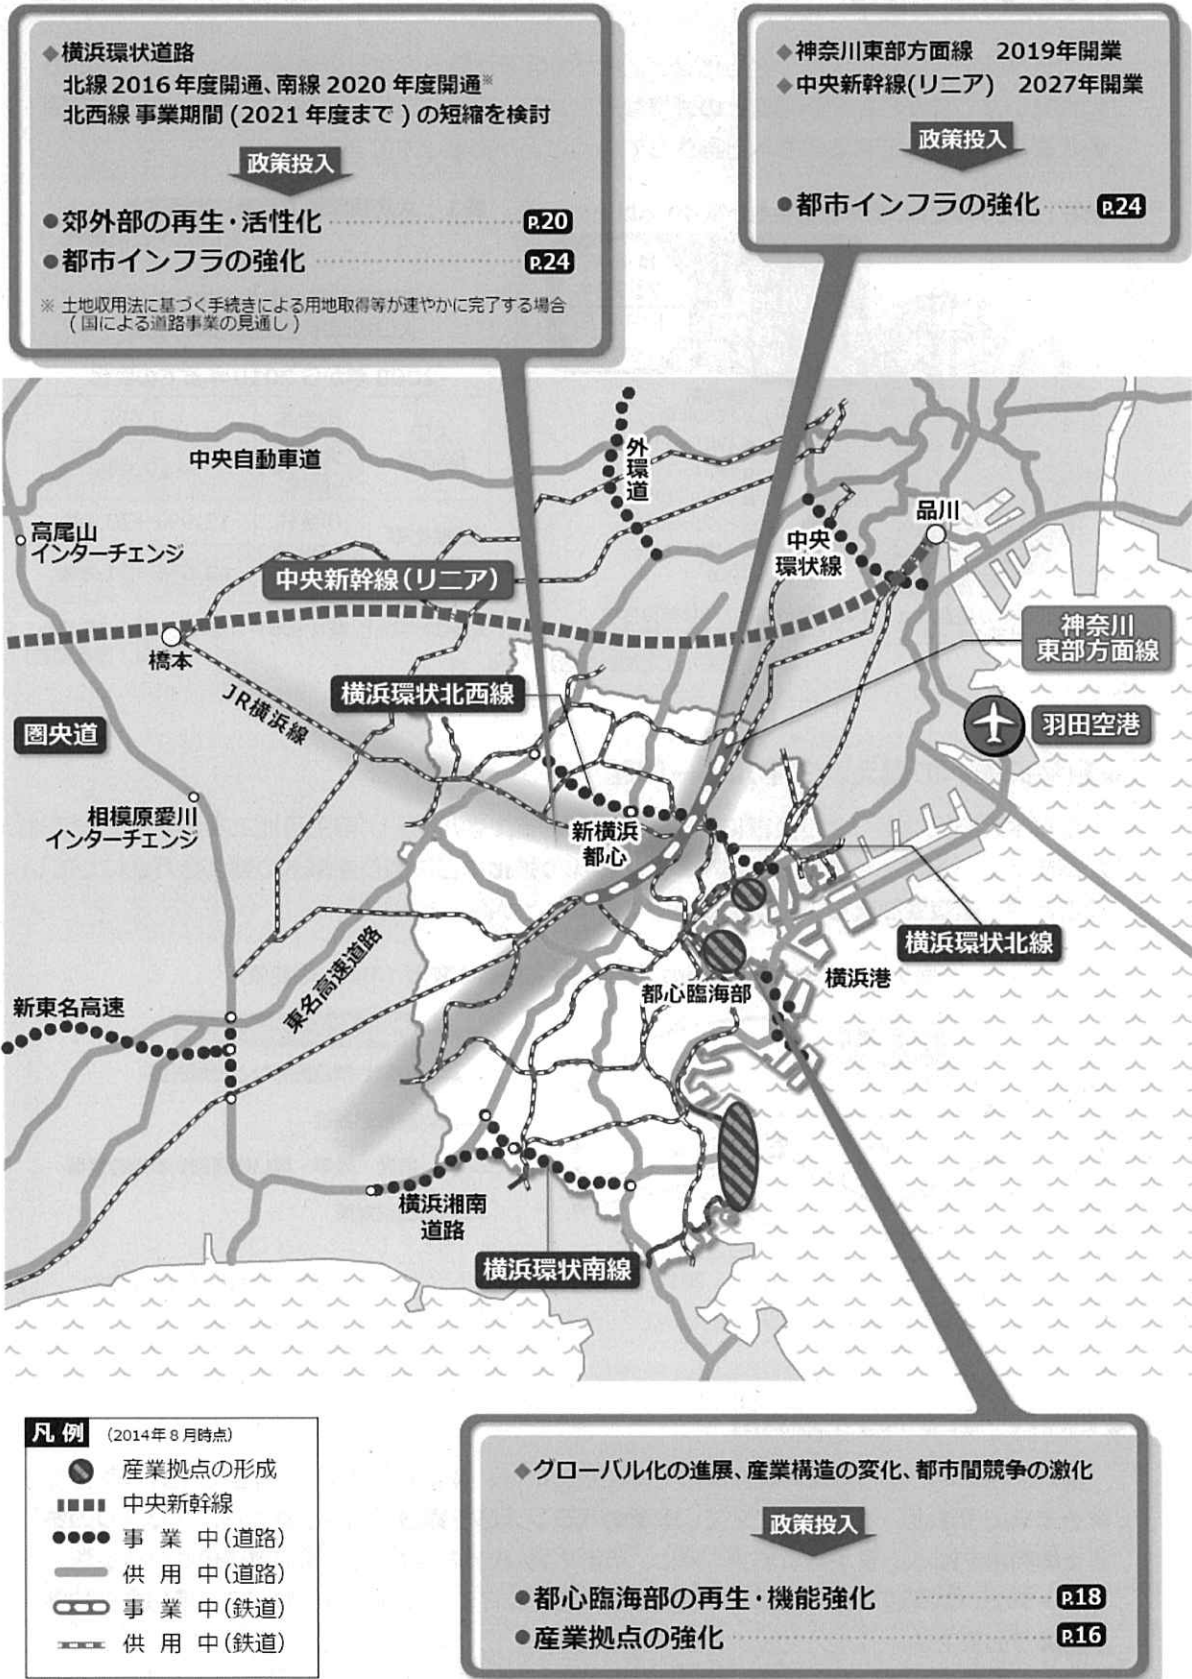 ◆横浜環状道路
北線2016年度開通、南線2020年度開通※
北西線 事業期間(2021年度まで)の短縮を検討
政策投入
●郊外部の再生・活性化 P.20
●都市インフラの強化 P.24
※ 土地収用法に基づく手続きによる用地取得等が速やかに完了する場合
(国による道路事業の見通し)
◆神奈川東部方面線 2019年開業
◆中央新幹線(リニア) 2027年開業
政策投入
●都市インフラの強化 P.24
中央自動車道
外環道
高尾山
インターチェンジ
品川
中央
環状線
中央新幹線(リニア)
神奈川
東部方面線
橋本
JR横浜線
横浜環状北西線
圏央道
羽田空港
相模原愛川
インターチェンジ
新横浜
都心
横浜環状北線
東名高速道路
横浜港
都心臨海部
新東名高速
横浜湘南
道路
横浜環状南線
凡例 (2014年8月時点)
産業拠点の形成
中央新幹線
事業中(道路)
供用中(道路)
事業中(鉄道)
供用中(鉄道)
◆グローバル化の進展、産業構造の変化、都市間競争の激化
政策投入
●都心臨海部の再生・機能強化 P.18
●産業拠点の強化 P.16